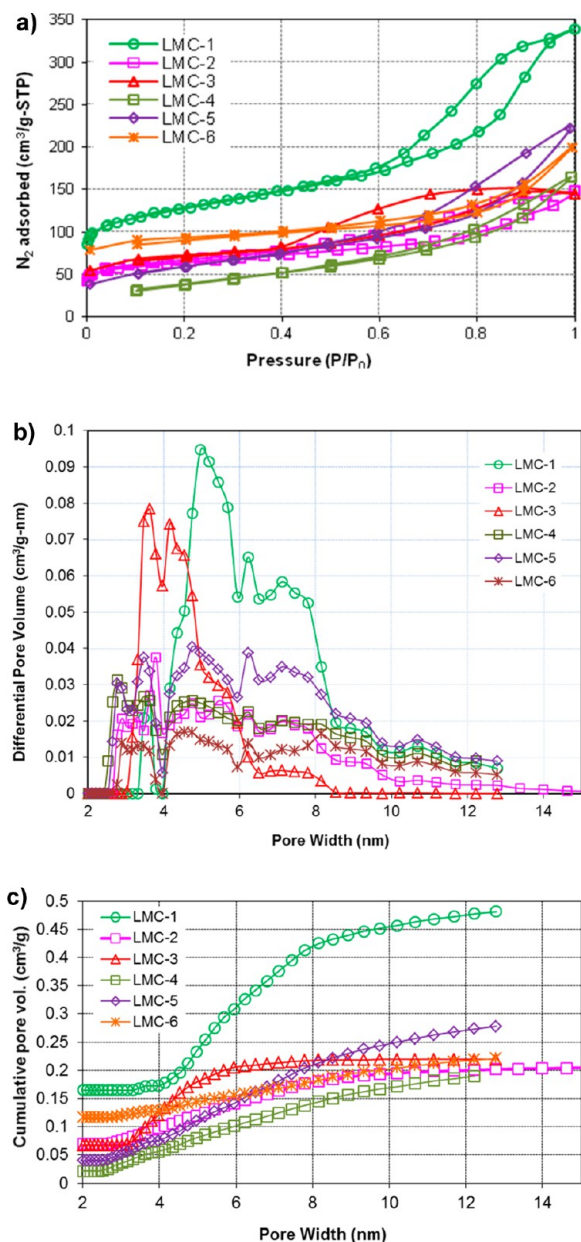 a)
350
300
250
200
150
100
50
0
N₂ adsorbed (cm³/g-STP)
LMC-1
LMC-2
LMC-3
LMC-4
LMC-5
LMC-6
0 0.2 0.4 0.6 0.8 1
Pressure (P/P₀)
b)
0.1
0.09
0.08
0.07
0.06
0.05
0.04
0.03
0.02
0.01
0
Differential Pore Volume (cm³/g-nm)
LMC-1
LMC-2
LMC-3
LMC-4
LMC-5
LMC-6
2 4 6 8 10 12 14
Pore Width (nm)
c)
0.5
0.45
0.4
0.35
0.3
0.25
0.2
0.15
0.1
0.05
0
Cumulative pore vol. (cm³/g)
LMC-1
LMC-2
LMC-3
LMC-4
LMC-5
LMC-6
2 4 6 8 10 12 14
Pore Width (nm)